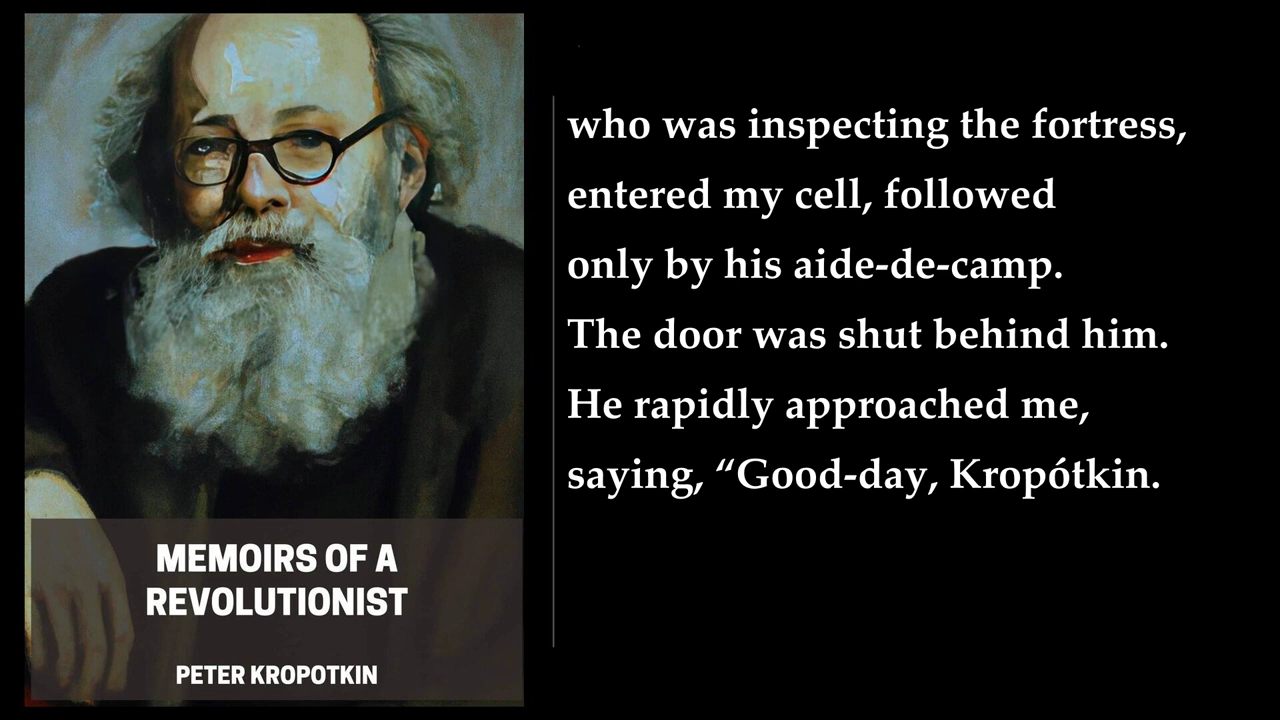 MEMOIRS OF A
REVOLUTIONIST
PETER KROPOTKIN
who was inspecting the fortress,
entered my cell, followed
only by his aide-de-camp.
The door was shut behind him.
He rapidly approached me,
saying, “Good-day, Kropótkin.